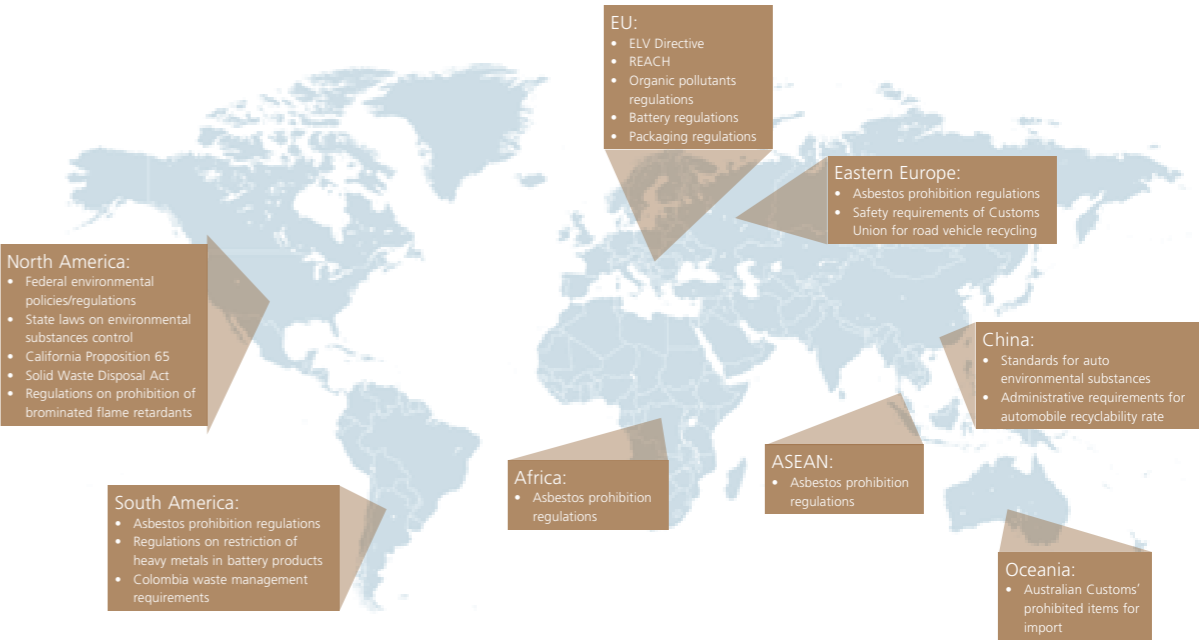 EU:
• ELV Directive
• REACH
• Organic pollutants
regulations
• Battery regulations
• Packaging regulations
Eastern Europe:
• Asbestos prohibition regulations
• Safety requirements of Customs
Union for road vehicle recycling
North America:
• Federal environmental
policies/regulations
• State laws on environmental
substances control
• California Proposition 65
• Solid Waste Disposal Act
• Regulations on prohibition of
brominated flame retardants
China:
• Standards for auto
environmental substances
• Administrative requirements for
automobile recyclability rate
ASEAN:
• Asbestos prohibition
regulations
Africa:
• Asbestos prohibition
regulations
South America:
• Asbestos prohibition regulations
• Regulations on restriction of
heavy metals in battery products
• Colombia waste management
requirements
Oceania:
• Australian Customs’
prohibited items for
import